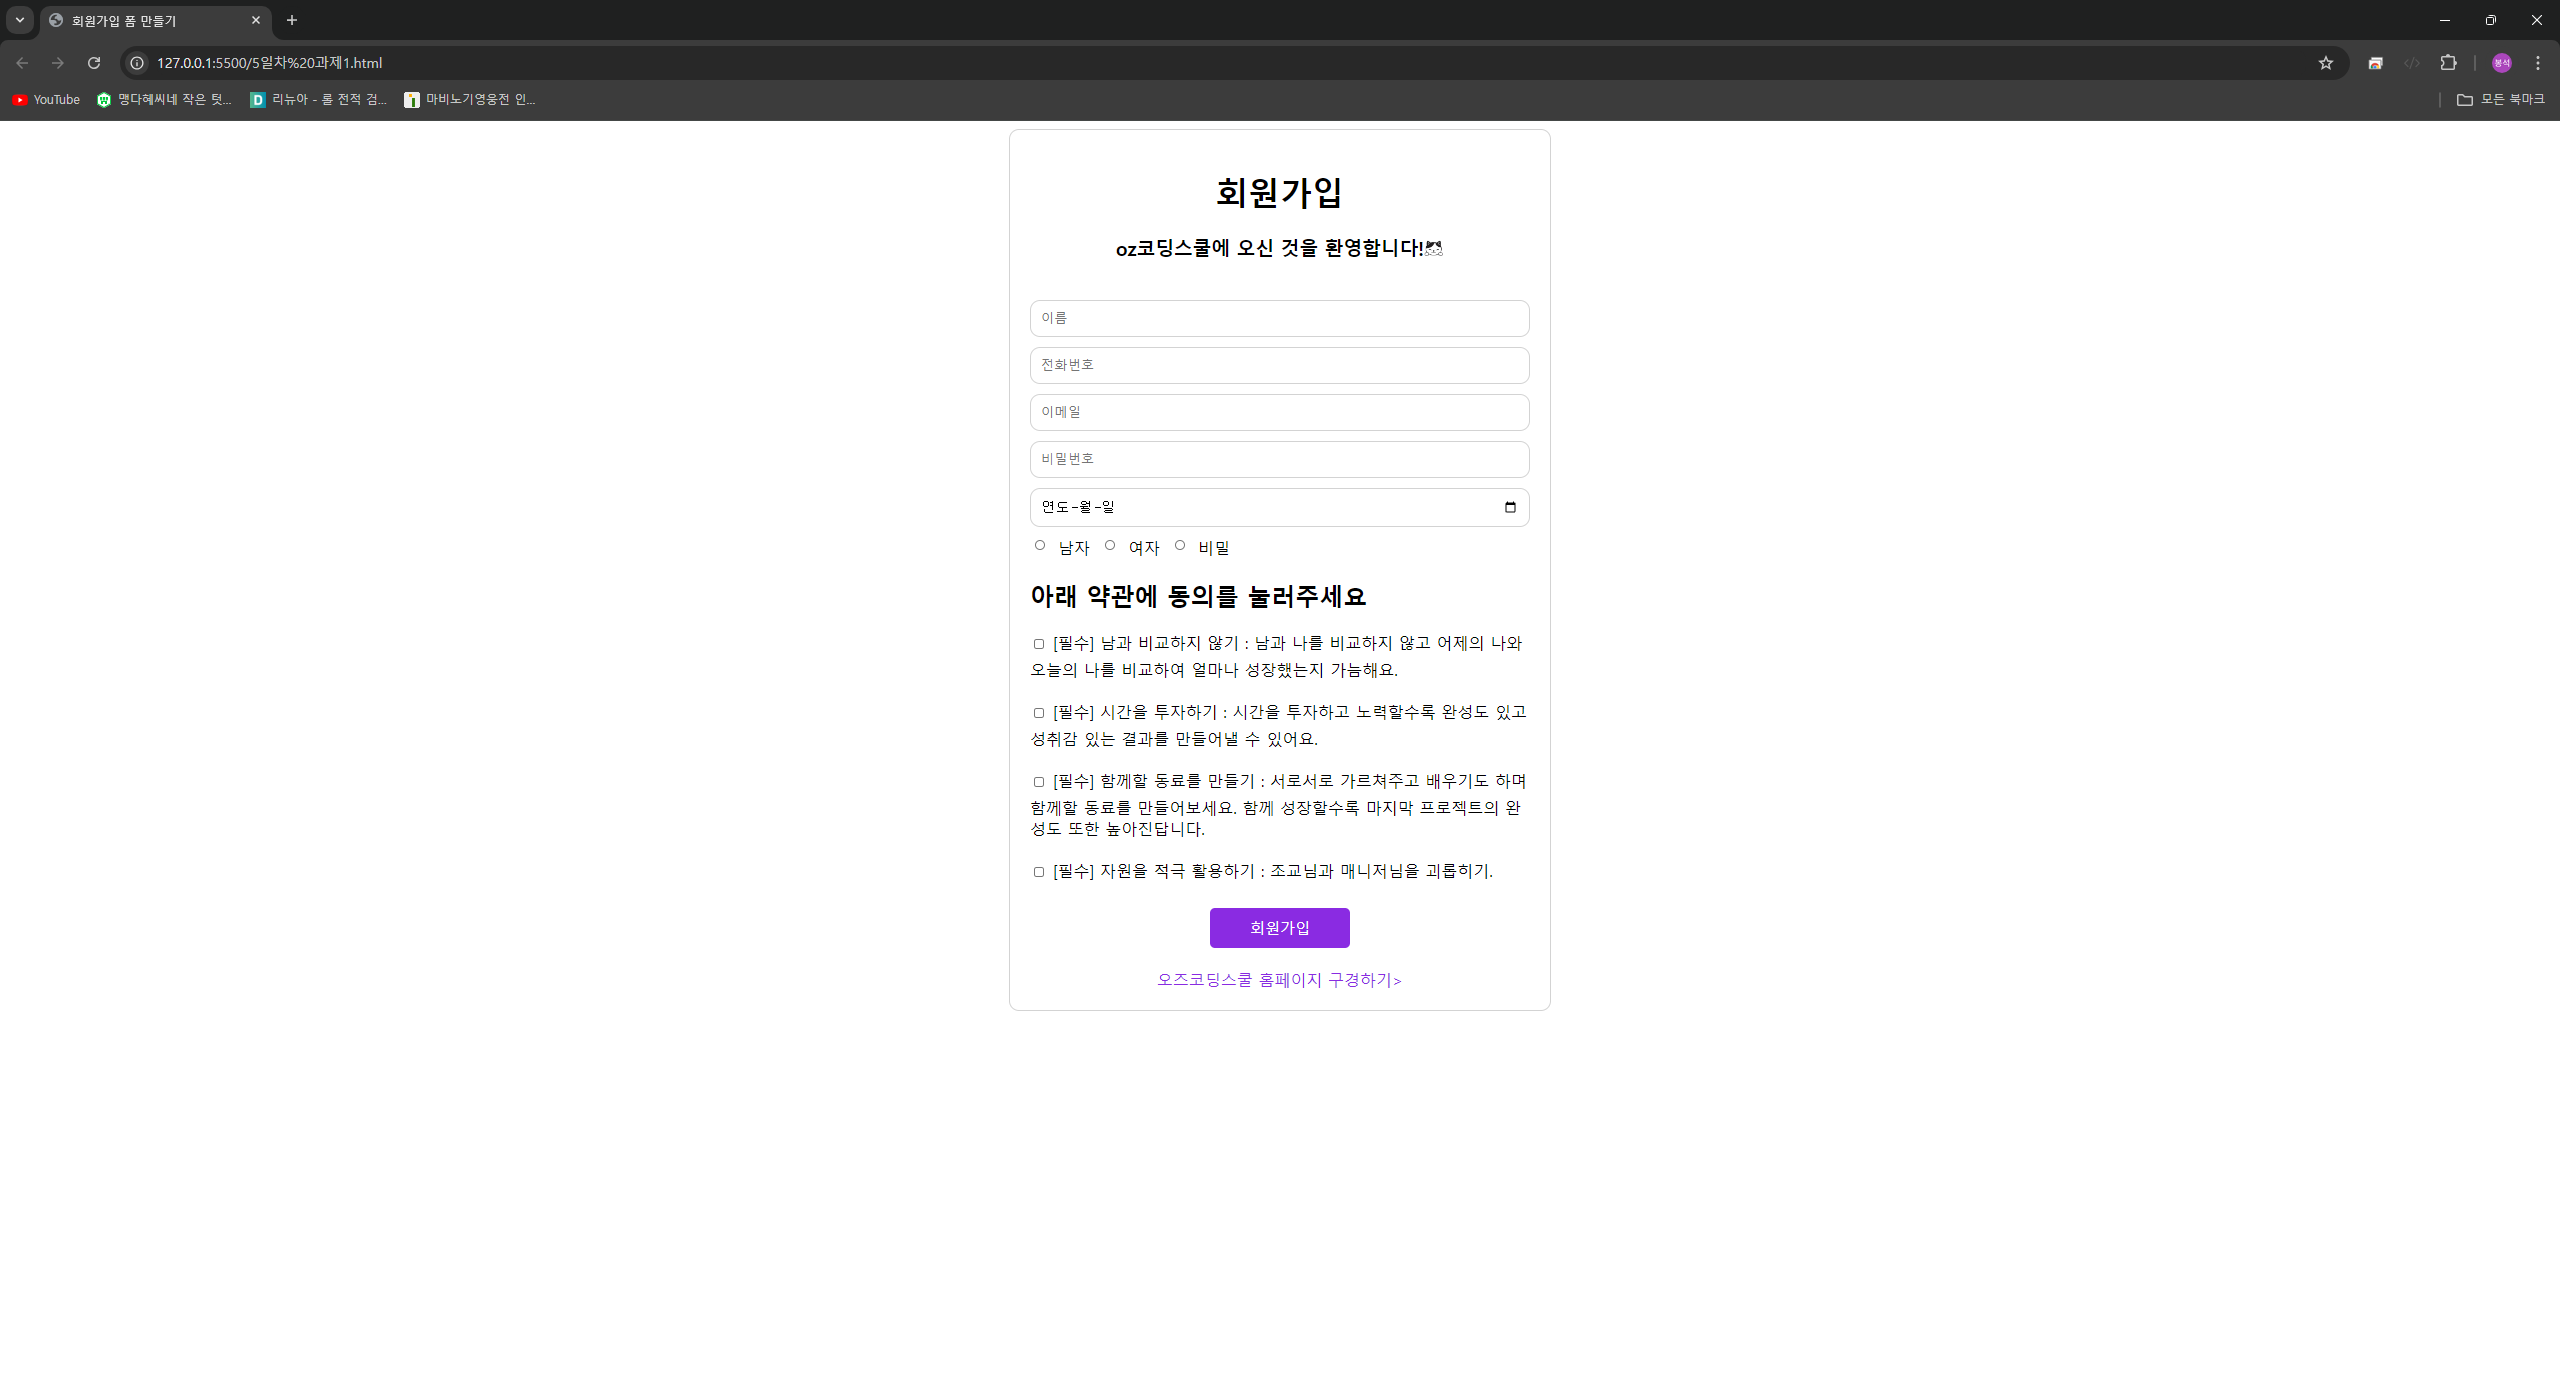 회원가입 폼 만들기
127.0.0.1:5500/5일차%20과제1.html
봉석
YouTube 맹다혜씨네 작은 텃... 리뉴아 - 롤 전적 검... 마비노기영웅전 인... 모든 북마크
회원가입
oz코딩스쿨에 오신 것을 환영합니다!🐱
이름
전화번호
이메일
비밀번호
연도-월-일
남자 여자 비밀
아래 약관에 동의를 눌러주세요
[필수] 남과 비교하지 않기 : 남과 나를 비교하지 않고 어제의 나와
오늘의 나를 비교하여 얼마나 성장했는지 가늠해요.
[필수] 시간을 투자하기 : 시간을 투자하고 노력할수록 완성도 있고
성취감 있는 결과를 만들어낼 수 있어요.
[필수] 함께할 동료를 만들기 : 서로서로 가르쳐주고 배우기도 하며
함께할 동료를 만들어보세요. 함께 성장할수록 마지막 프로젝트의 완
성도 또한 높아진답니다.
[필수] 자원을 적극 활용하기 : 조교님과 매니저님을 괴롭히기.
회원가입
오즈코딩스쿨 홈페이지 구경하기>